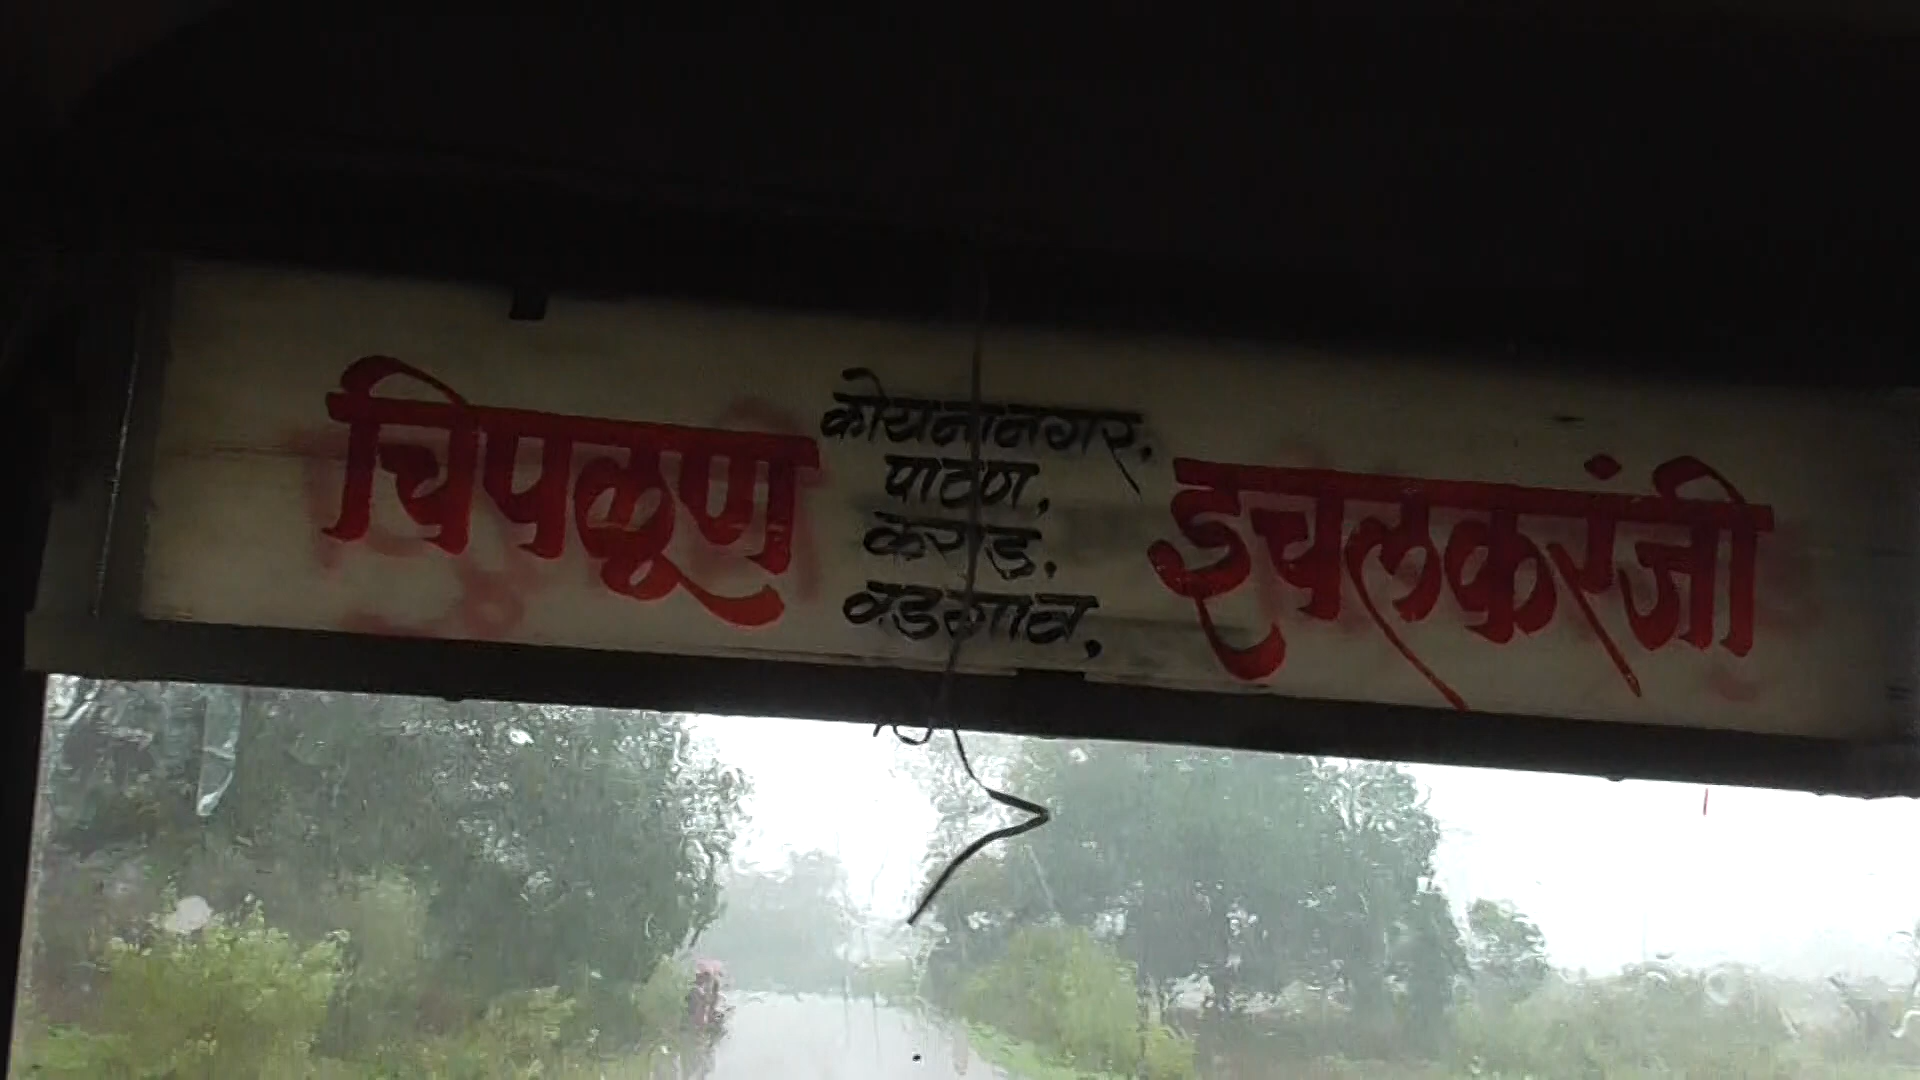 चिपळूण
कोयनानगर,
पाटण,
कराड,
वडगाव,
इचलकरंजी